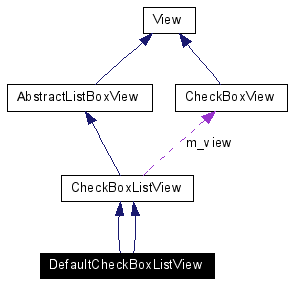 View
AbstractListBoxView
CheckBoxView
m_view
CheckBoxListView
DefaultCheckBoxListView